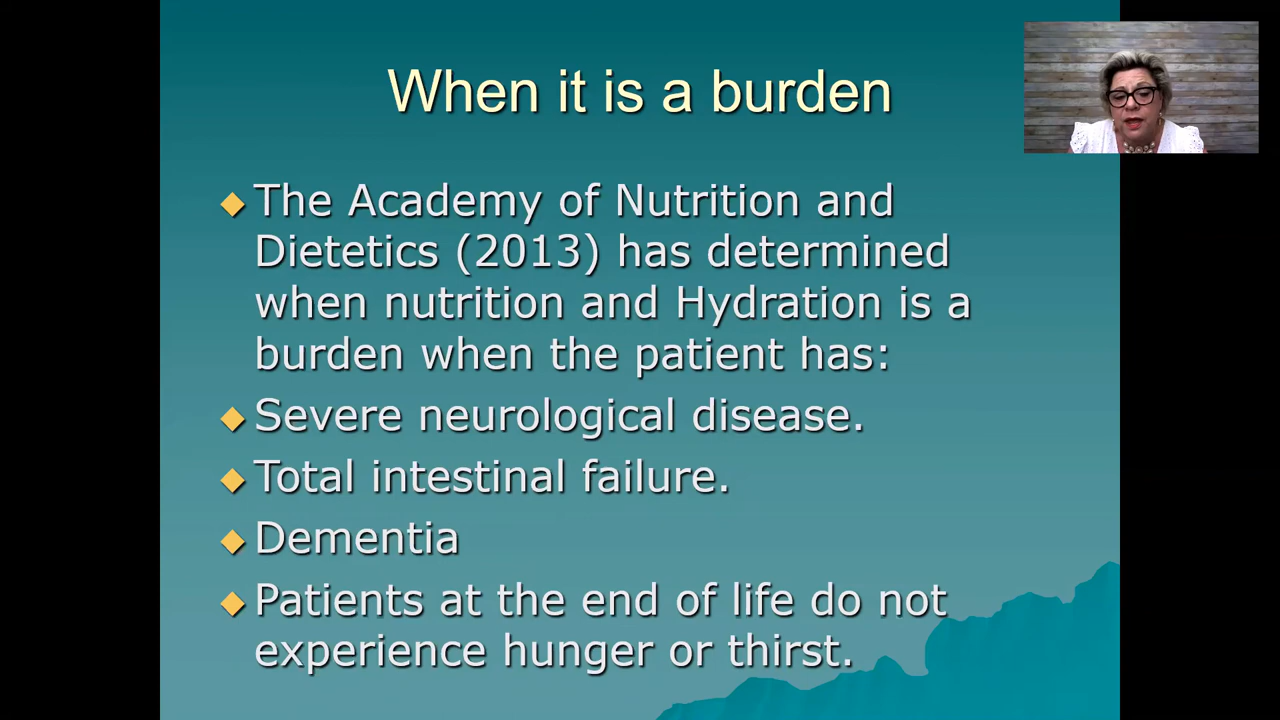 When it is a burden
The Academy of Nutrition and
Dietetics (2013) has determined
when nutrition and Hydration is a
burden when the patient has:
Severe neurological disease.
Total intestinal failure.
Dementia
Patients at the end of life do not
experience hunger or thirst.